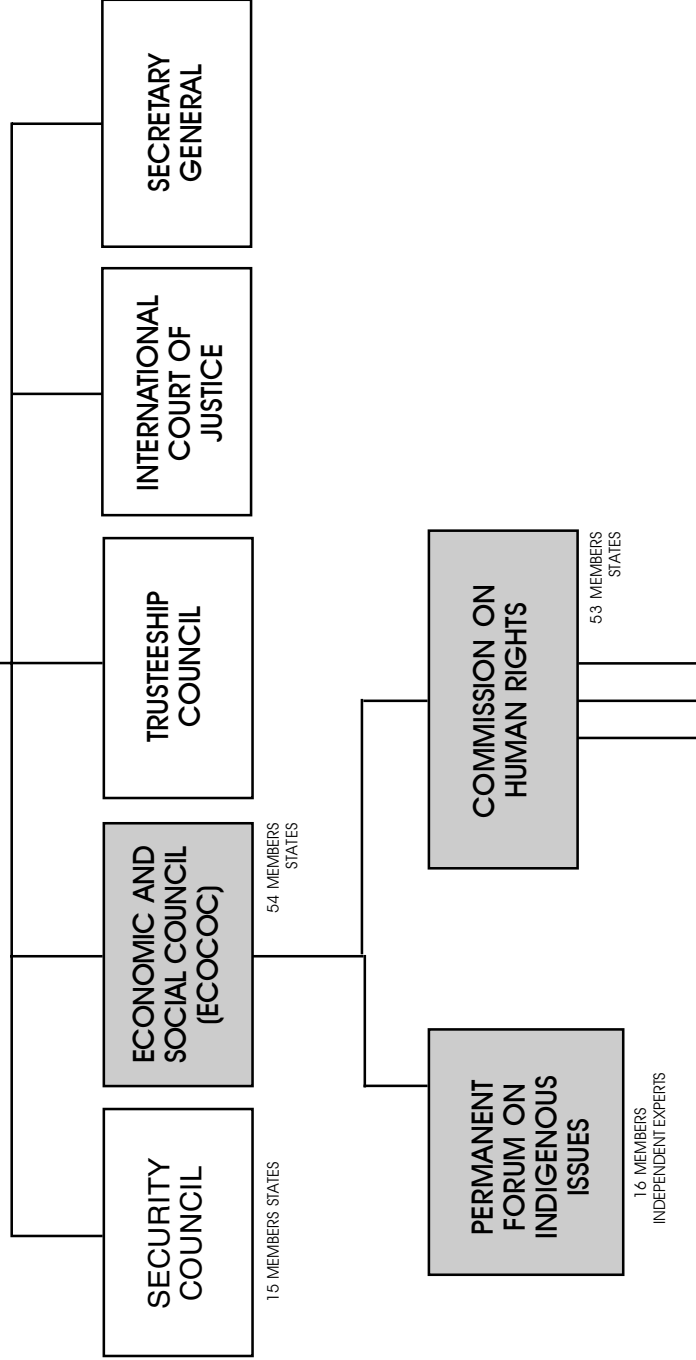 SECURITY
COUNCIL
15 MEMBERS STATES
ECONOMIC AND
SOCIAL COUNCIL
(ECOCOC)
54 MEMBERS
STATES
TRUSTEESHIP
COUNCIL
INTERNATIONAL
COURT OF
JUSTICE
SECRETARY
GENERAL
PERMANENT
FORUM ON
INDIGENOUS
ISSUES
16 MEMBERS
INDEPENDENT EXPERTS
COMMISSION ON
HUMAN RIGHTS
53 MEMBERS
STATES